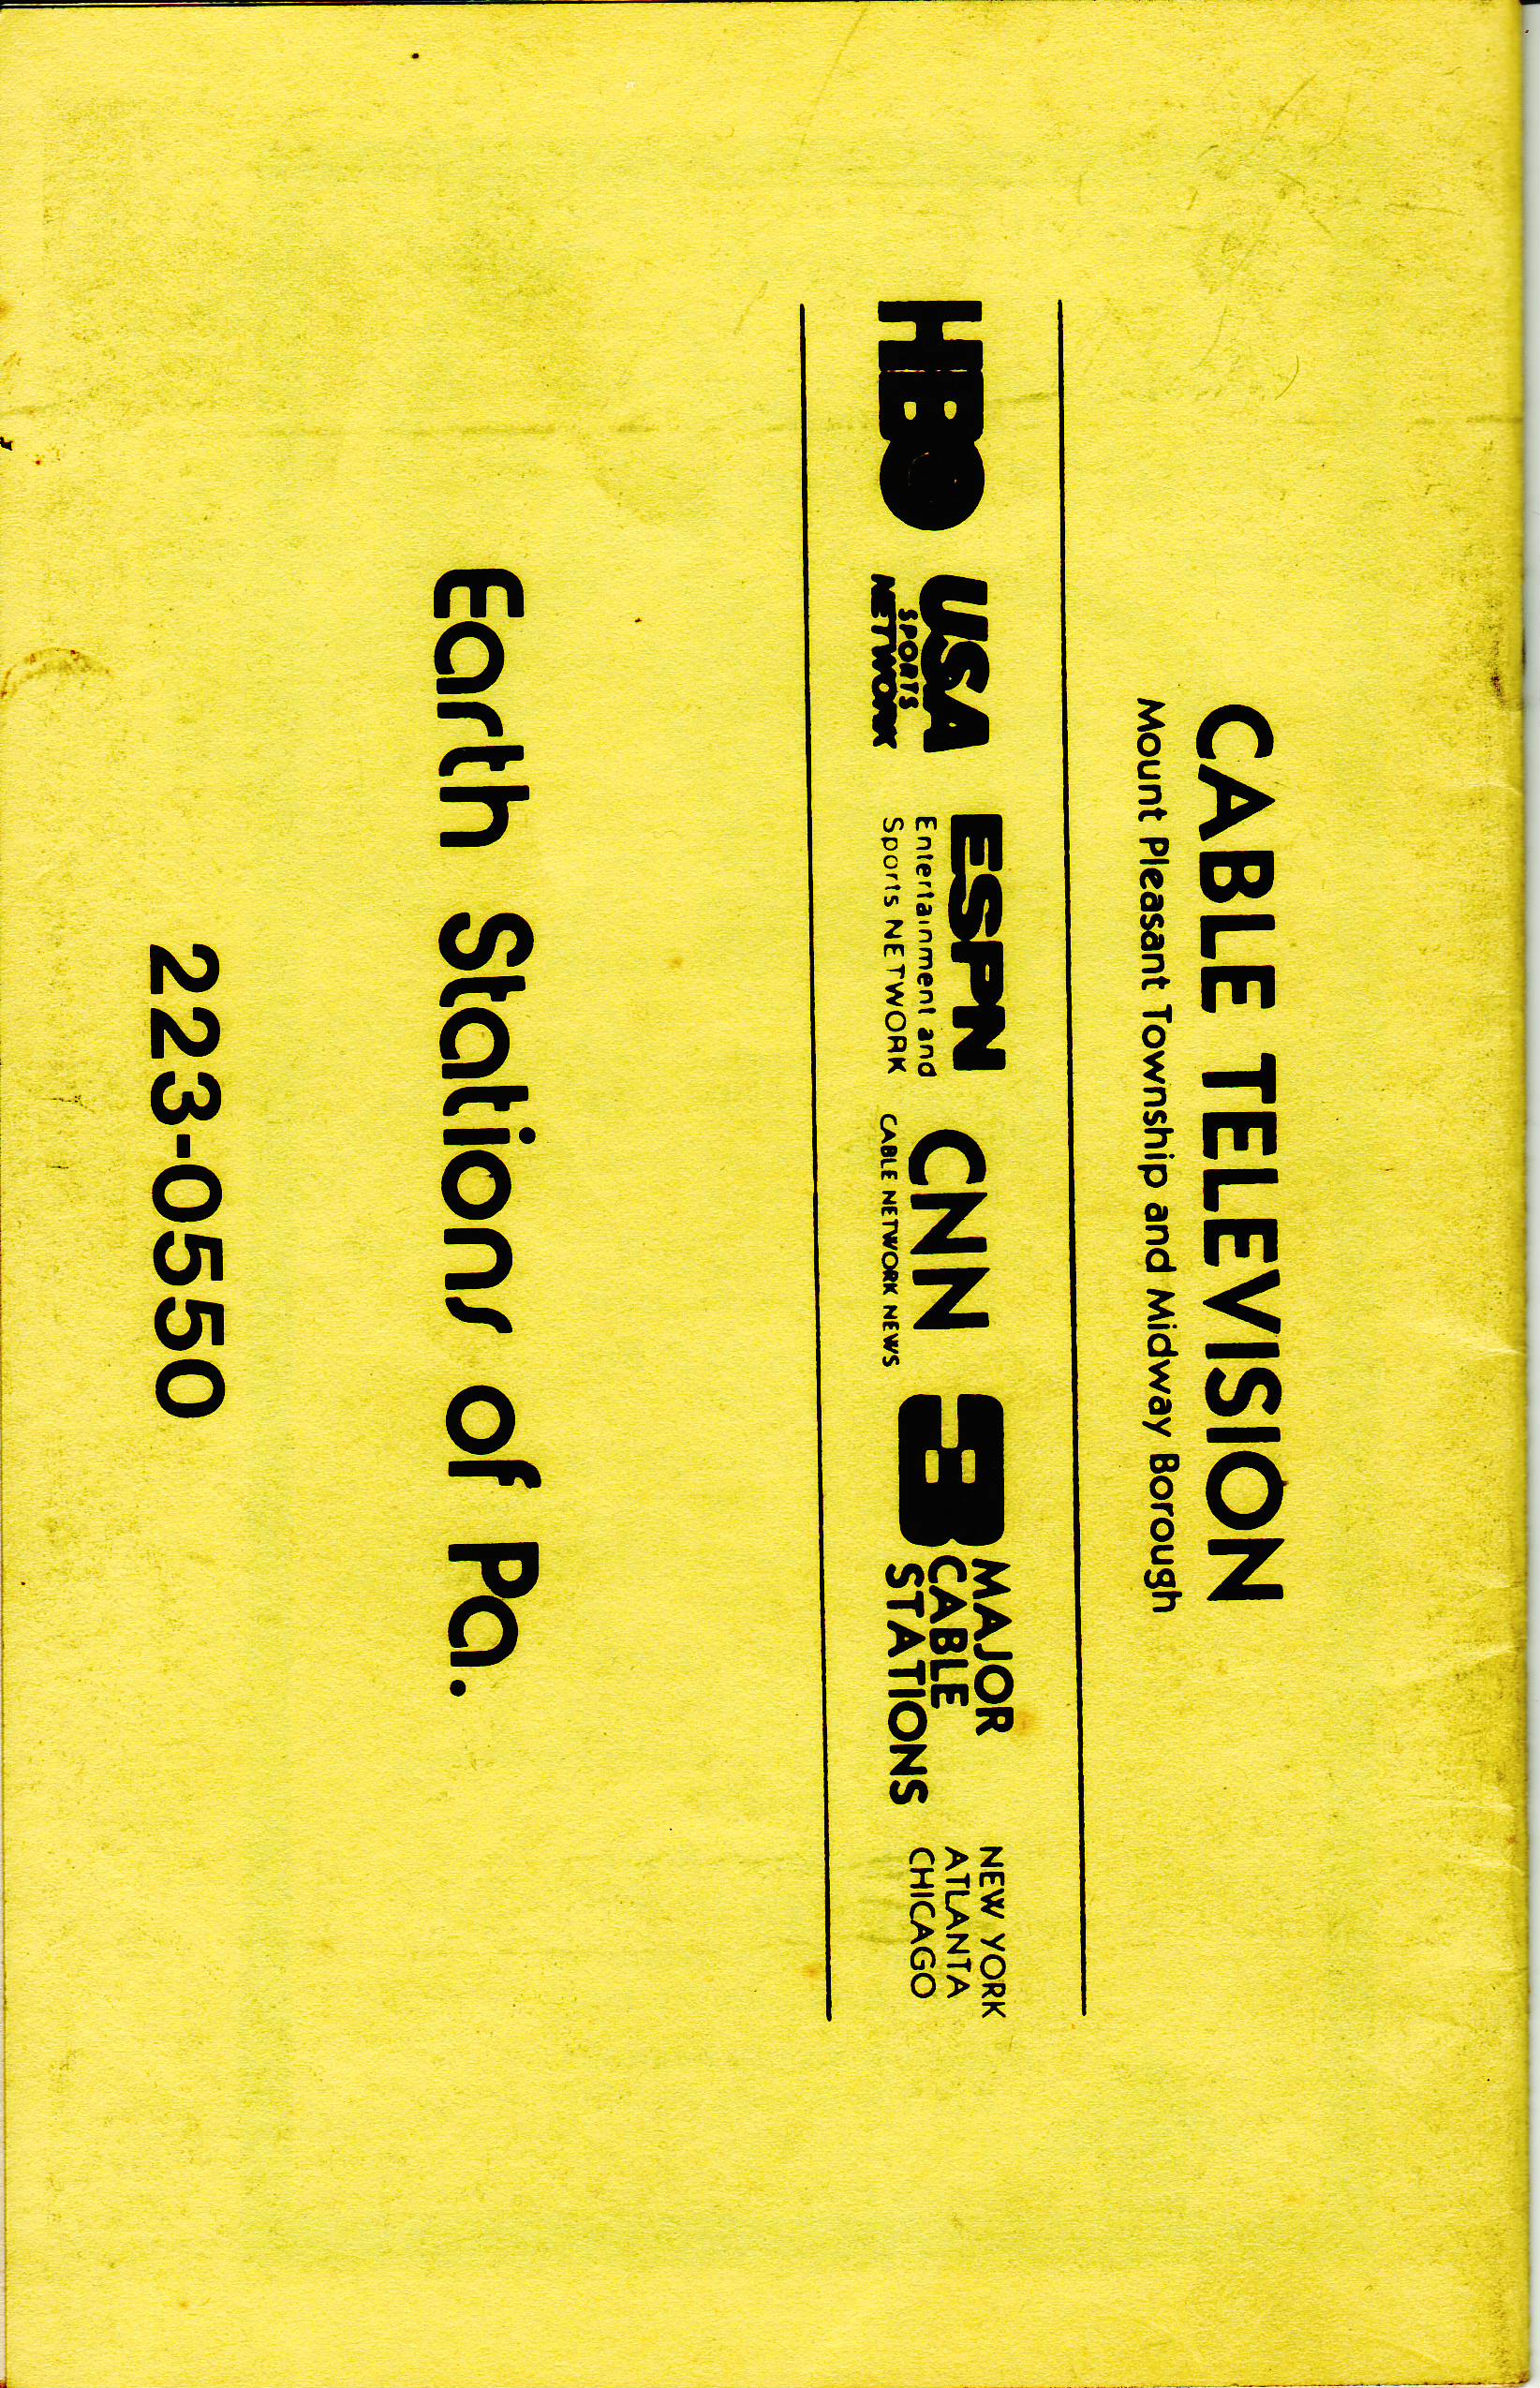 CABLE TELEVISION
Mount Pleasant Township and Midway Borough
HBO
USA
SPORTS
NETWORK
ESPN
Entertainment and
Sports NETWORK
CNN
CABLE NETWORK NEWS
3
MAJOR
CABLE
STATIONS
NEW YORK
ATLANTA
CHICAGO
Earth Stations of Pa.
223-0550